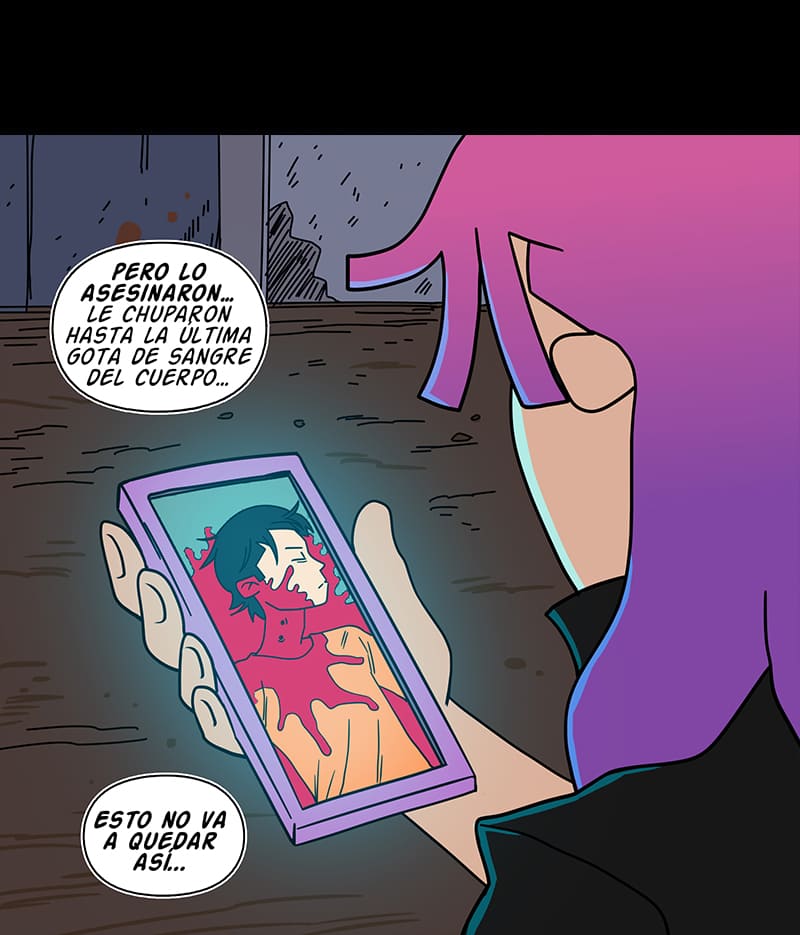 PERO LO
ASESINARON...
LE CHUPARON
HASTA LA ULTIMA
GOTA DE SANGRE
DEL CUERPO...
ESTO NO VA
A QUEDAR
ASÍ...